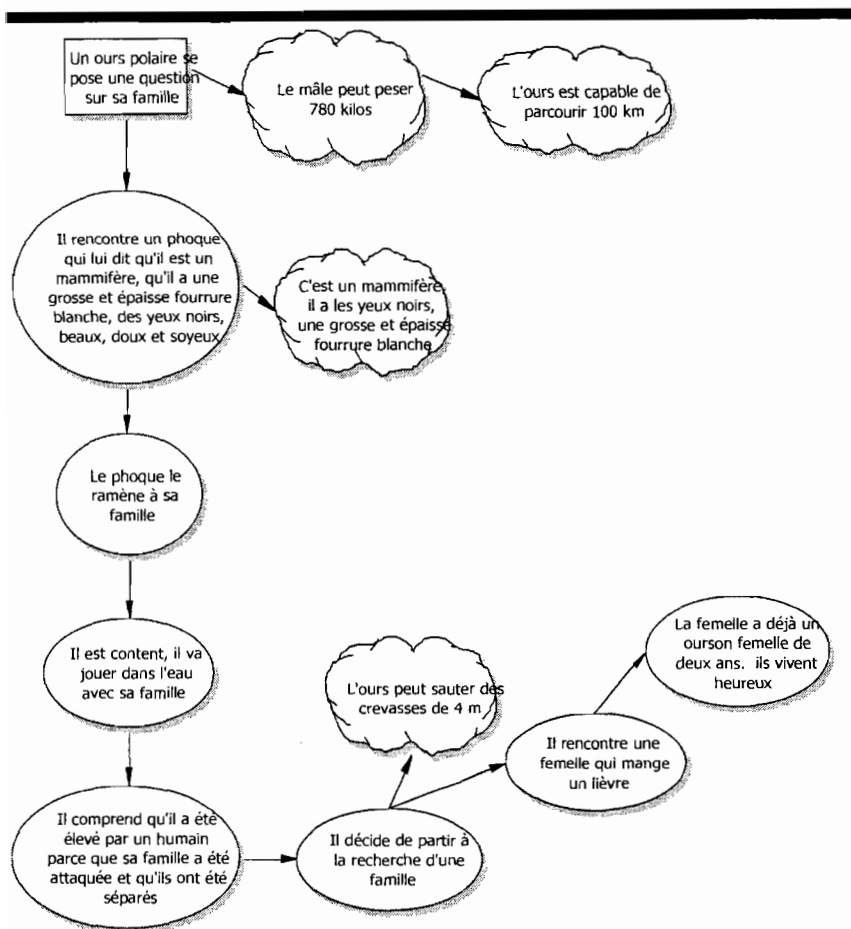 Un ours polaire se
pose une question
sur sa famille
Le mâle peut peser
780 kilos
L'ours est capable de
parcourir 100 km
Il rencontre un phoque
qui lui dit qu'il est un
mammifère, qu'il a une
grosse et épaisse fourrure
blanche, des yeux noirs,
beaux, doux et soyeux.
C'est un mammifère,
il a les yeux noirs,
une grosse et épaisse
fourrure blanche
Le phoque le
ramène à sa
famille
Il est content, il va
jouer dans l'eau
avec sa famille
Il comprend qu'il a été
élevé par un humain
parce que sa famille a été
attaquée et qu'ils ont été
séparés
Il décide de partir à
la recherche d'une
famille
L'ours peut sauter des
crevasses de 4 m
Il rencontre une
femelle qui mange
un lièvre
La femelle a déjà un
ourson femelle de
deux ans. ils vivent
heureux